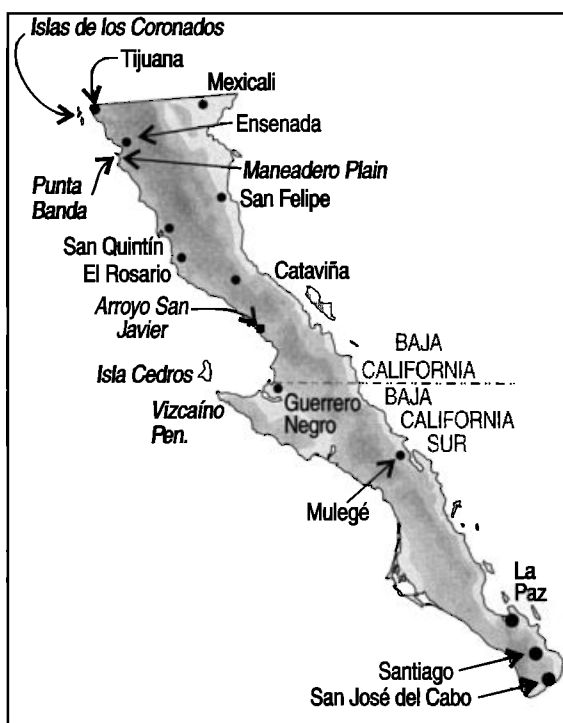 Islas de los Coronados
Tijuana
Mexicali
Ensenada
Maneadero Plain
Punta
Banda
San Felipe
San Quintín
El Rosario
Cataviña
Arroyo San
Javier
BAJA
CALIFORNIA
Isla Cedros
BAJA
CALIFORNIA
SUR
Vizcaíno
Pen.
Guerrero
Negro
Mulegé
La
Paz
Santiago
San José del Cabo